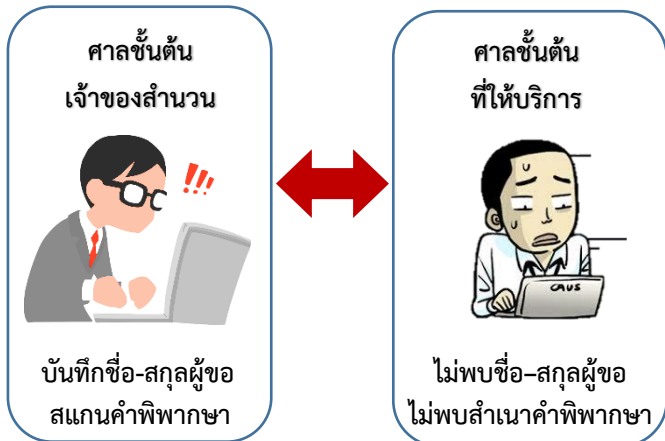 ศาลชั้นต้น
เจ้าของสำนวน
!!!
บันทึกชื่อ-สกุลผู้ขอ
สแกนคำพิพากษา
ศาลชั้นต้น
ที่ให้บริการ
CAUS
ไม่พบชื่อ–สกุลผู้ขอ
ไม่พบสำเนาคำพิพากษา